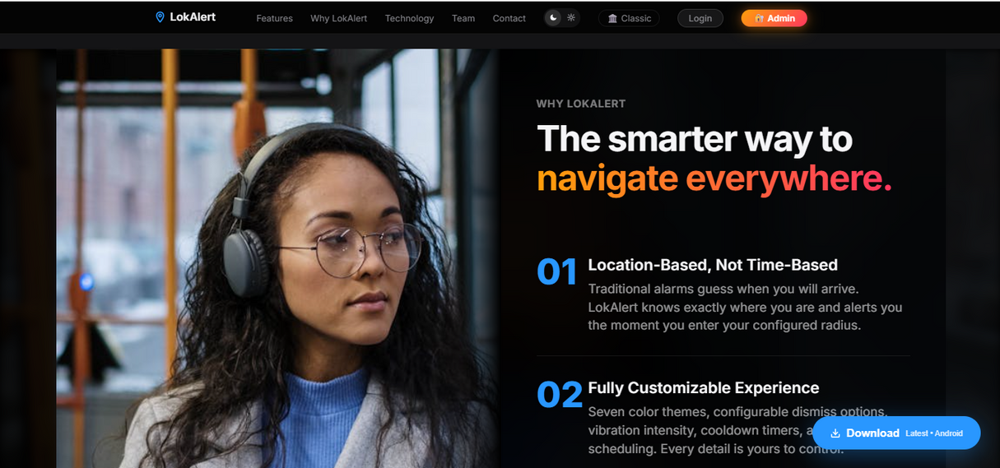 LokAlert
Features
Why LokAlert
Technology
Team
Contact
Classic
Login
Admin
WHY LOKALERT
The smarter way to
navigate everywhere.
01
Location-Based, Not Time-Based
Traditional alarms guess when you will arrive.
LokAlert knows exactly where you are and alerts you
the moment you enter your configured radius.
02
Fully Customizable Experience
Seven color themes, configurable dismiss options,
vibration intensity, cooldown timers,
scheduling. Every detail is yours to control.
Download Latest • Android